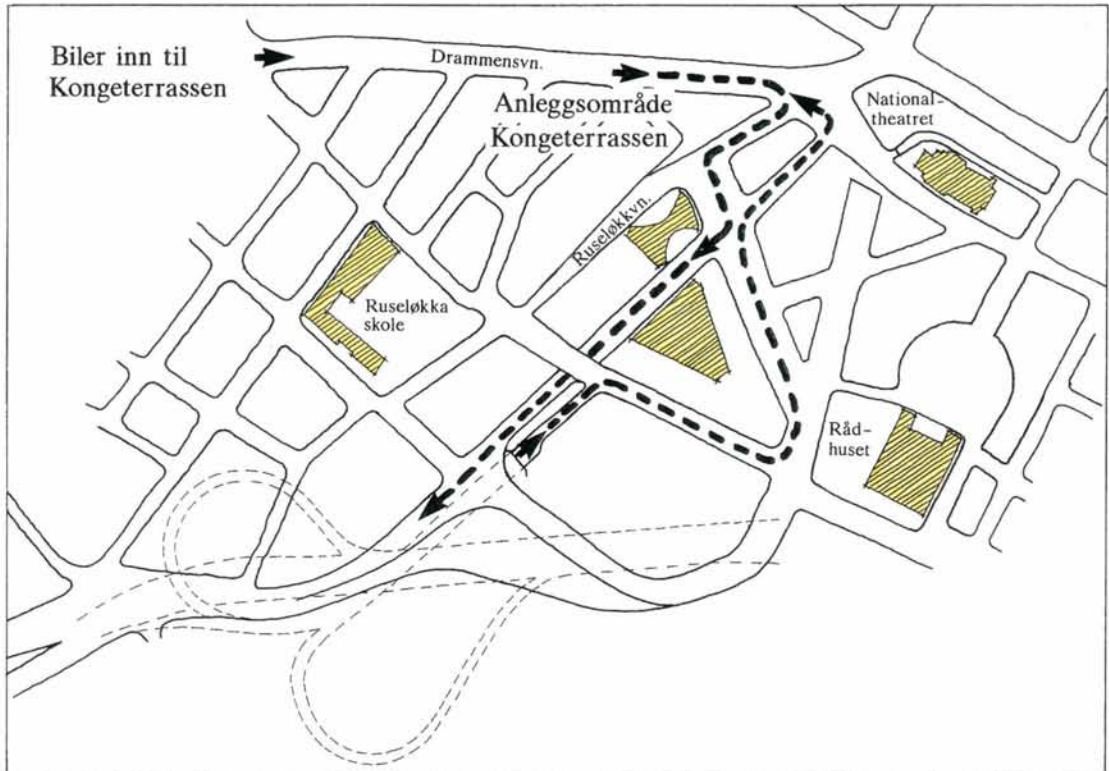 Biler inn til
Kongeterrassen
Drammensvn.
Anleggsområde
Kongeterrassen
National-
theatret
Ruseløkkvn.
Ruseløkka
skole
Råd-
huset